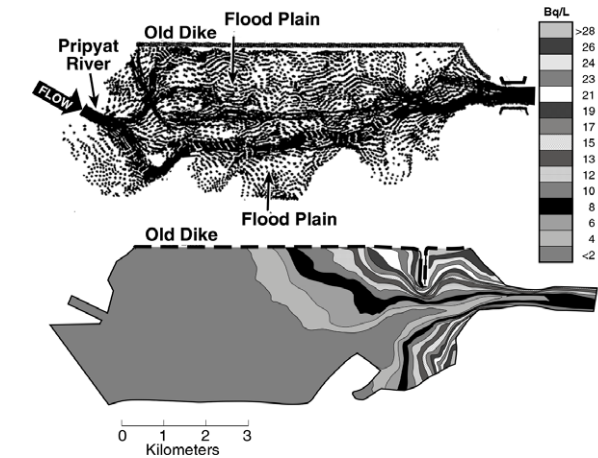 Bq/L
Flood Plain
Old Dike
Pripyat
River
FLOW
>28
26
24
23
21
19
17
15
13
12
10
8
6
4
<2
Flood Plain
Old Dike
0 1 2 3
Kilometers